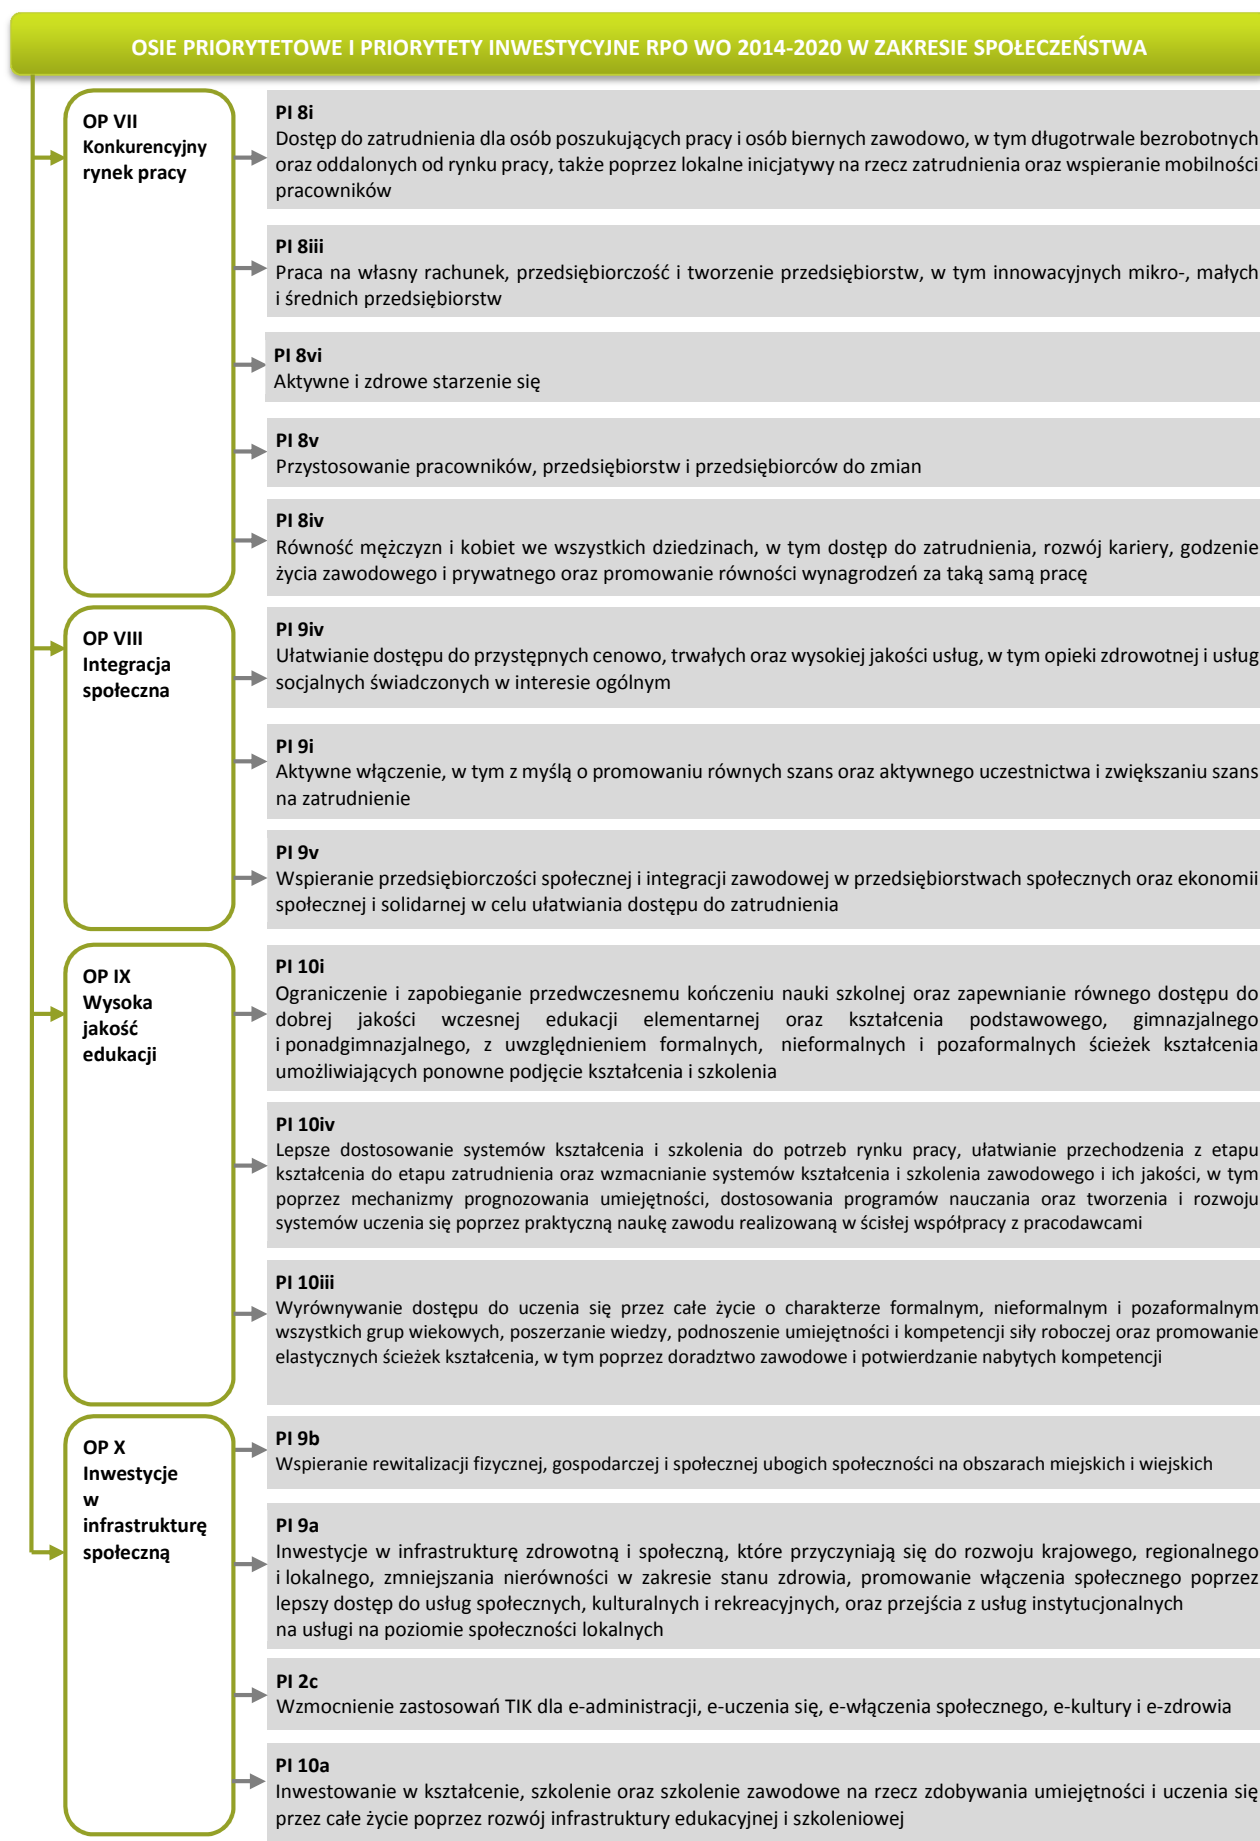 OSIE PRIORYTETOWE I PRIORYTETY INWESTYCYJNE RPO WO 2014-2020 W ZAKRESIE SPOŁECZEŃSTWA
OP VII
Konkurencyjny
rynek pracy
PI 8i
Dostęp do zatrudnienia dla osób poszukujących pracy i osób biernych zawodowo, w tym długotrwale bezrobotnych
oraz oddalonych od rynku pracy, także poprzez lokalne inicjatywy na rzecz zatrudnienia oraz wspieranie mobilności
pracowników
PI 8iii
Praca na własny rachunek, przedsiębiorczość i tworzenie przedsiębiorstw, w tym innowacyjnych mikro-, małych
i średnich przedsiębiorstw
PI 8vi
Aktywne i zdrowe starzenie się
PI 8v
Przystosowanie pracowników, przedsiębiorstw i przedsiębiorców do zmian
PI 8iv
Równość mężczyzn i kobiet we wszystkich dziedzinach, w tym dostęp do zatrudnienia, rozwój kariery, godzenie
życia zawodowego i prywatnego oraz promowanie równości wynagrodzeń za taką samą pracę
OP VIII
Integracja
społeczna
PI 9iv
Ułatwianie dostępu do przystępnych cenowo, trwałych oraz wysokiej jakości usług, w tym opieki zdrowotnej i usług
socjalnych świadczonych w interesie ogólnym
PI 9i
Aktywne włączenie, w tym z myślą o promowaniu równych szans oraz aktywnego uczestnictwa i zwiększaniu szans
na zatrudnienie
PI 9v
Wspieranie przedsiębiorczości społecznej i integracji zawodowej w przedsiębiorstwach społecznych oraz ekonomii
społecznej i solidarnej w celu ułatwiania dostępu do zatrudnienia
OP IX
Wysoka
jakość
edukacji
PI 10i
Ograniczenie i zapobieganie przedwczesnemu kończeniu nauki szkolnej oraz zapewnianie równego dostępu do
dobrej jakości wczesnej edukacji elementarnej oraz kształcenia podstawowego, gimnazjalnego
i ponadgimnazjalnego, z uwzględnieniem formalnych, nieformalnych i pozaformalnych ścieżek kształcenia
umożliwiających ponowne podjęcie kształcenia i szkolenia
PI 10iv
Lepsze dostosowanie systemów kształcenia i szkolenia do potrzeb rynku pracy, ułatwianie przechodzenia z etapu
kształcenia do etapu zatrudnienia oraz wzmacnianie systemów kształcenia i szkolenia zawodowego i ich jakości, w tym
poprzez mechanizmy prognozowania umiejętności, dostosowania programów nauczania oraz tworzenia i rozwoju
systemów uczenia się poprzez praktyczną naukę zawodu realizowaną w ścisłej współpracy z pracodawcami
PI 10iii
Wyrównywanie dostępu do uczenia się przez całe życie o charakterze formalnym, nieformalnym i pozaformalnym
wszystkich grup wiekowych, poszerzanie wiedzy, podnoszenie umiejętności i kompetencji siły roboczej oraz promowanie
elastycznych ścieżek kształcenia, w tym poprzez doradztwo zawodowe i potwierdzanie nabytych kompetencji
OP X
Inwestycje
w
infrastrukturę
społeczną
PI 9b
Wspieranie rewitalizacji fizycznej, gospodarczej i społecznej ubogich społeczności na obszarach miejskich i wiejskich
PI 9a
Inwestycje w infrastrukturę zdrowotną i społeczną, które przyczyniają się do rozwoju krajowego, regionalnego
i lokalnego, zmniejszania nierówności w zakresie stanu zdrowia, promowanie włączenia społecznego poprzez
lepszy dostęp do usług społecznych, kulturalnych i rekreacyjnych, oraz przejścia z usług instytucjonalnych
na usługi na poziomie społeczności lokalnych
PI 2c
Wzmocnienie zastosowań TIK dla e-administracji, e-uczenia się, e-włączenia społecznego, e-kultury i e-zdrowia
PI 10a
Inwestowanie w kształcenie, szkolenie oraz szkolenie zawodowe na rzecz zdobywania umiejętności i uczenia się
przez całe życie poprzez rozwój infrastruktury edukacyjnej i szkoleniowej